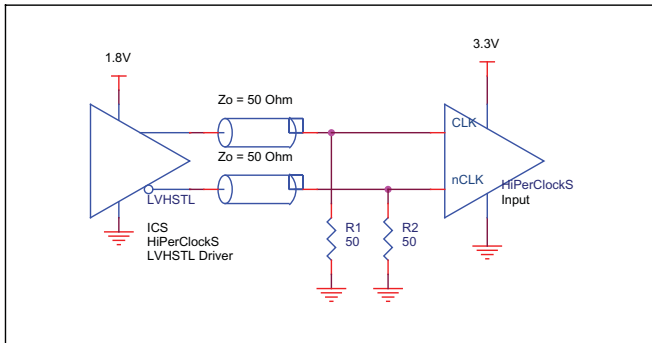 1.8V
3.3V
Zo = 50 Ohm
CLK
Zo = 50 Ohm
nCLK
HiPerClockS
Input
LVHSTL
ICS
HiPerClockS
LVHSTL Driver
R1
50
R2
50